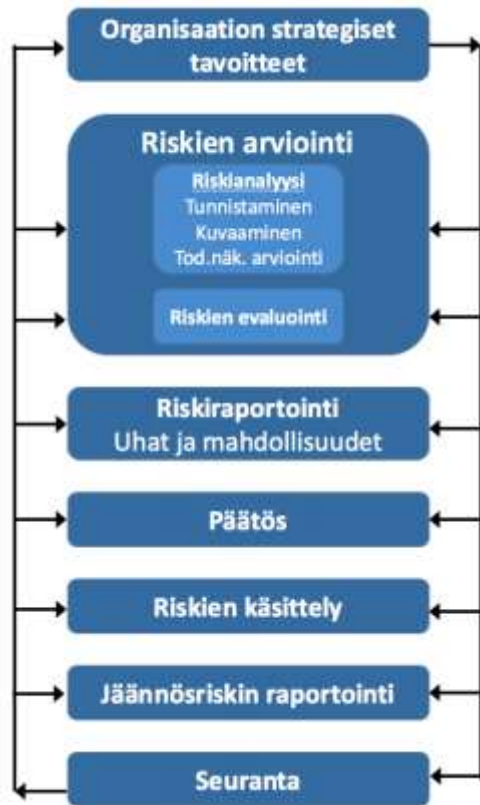 Organisaation strategiset
tavoitteet
Riskien arviointi
Riskianalyysi
Tunnistaminen
Kuvaaminen
Tod.näk. arviointi
Riskien evaluointi
Riskiraportointi
Uhat ja mahdollisuudet
Päätös
Riskien käsittely
Jäännösriskin raportointi
Seuranta